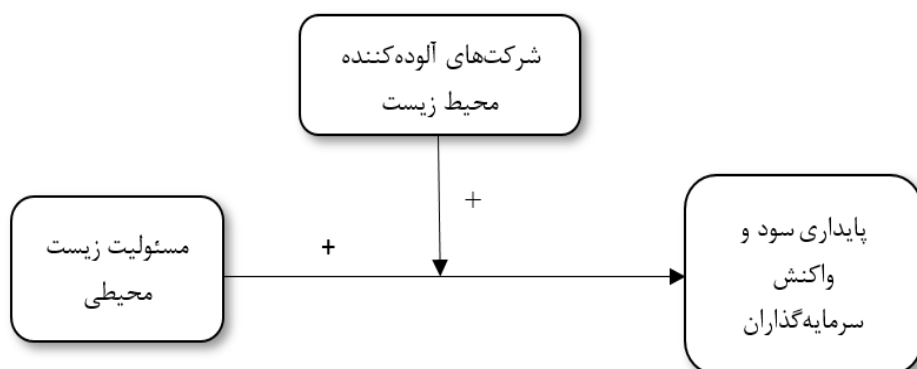 شرکت‌های آلوده‌کننده
محیط زیست
+
+
مسئولیت زیست
محیطی
پایداری سود و
واکنش
سرمایه‌گذاران